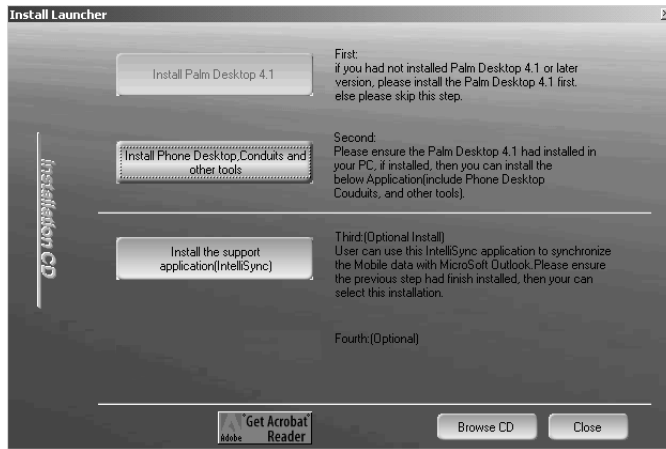 Install Launcher
Install Palm Desktop 4.1
First:
if you had not installed Palm Desktop 4.1 or later
version, please install the Palm Desktop 4.1 first.
else please skip this step.
Install Phone Desktop,Conduits and
other tools
Second:
Please ensure the Palm Desktop 4.1 had installed in
your PC, if installed, then you can install the
below Application(include Phone Desktop
Couduits, and other tools).
installation CD
Install the support
application(IntelliSync)
Third:(Optional Install)
User can use this IntelliSync application to synchronize
the Mobile data with MicroSoft Outlook.Please ensure
the previous step had finish installed, then your can
select this installation.
Fourth:(Optional)
Adobe
Get Acrobat
Reader
Browse CD
Close